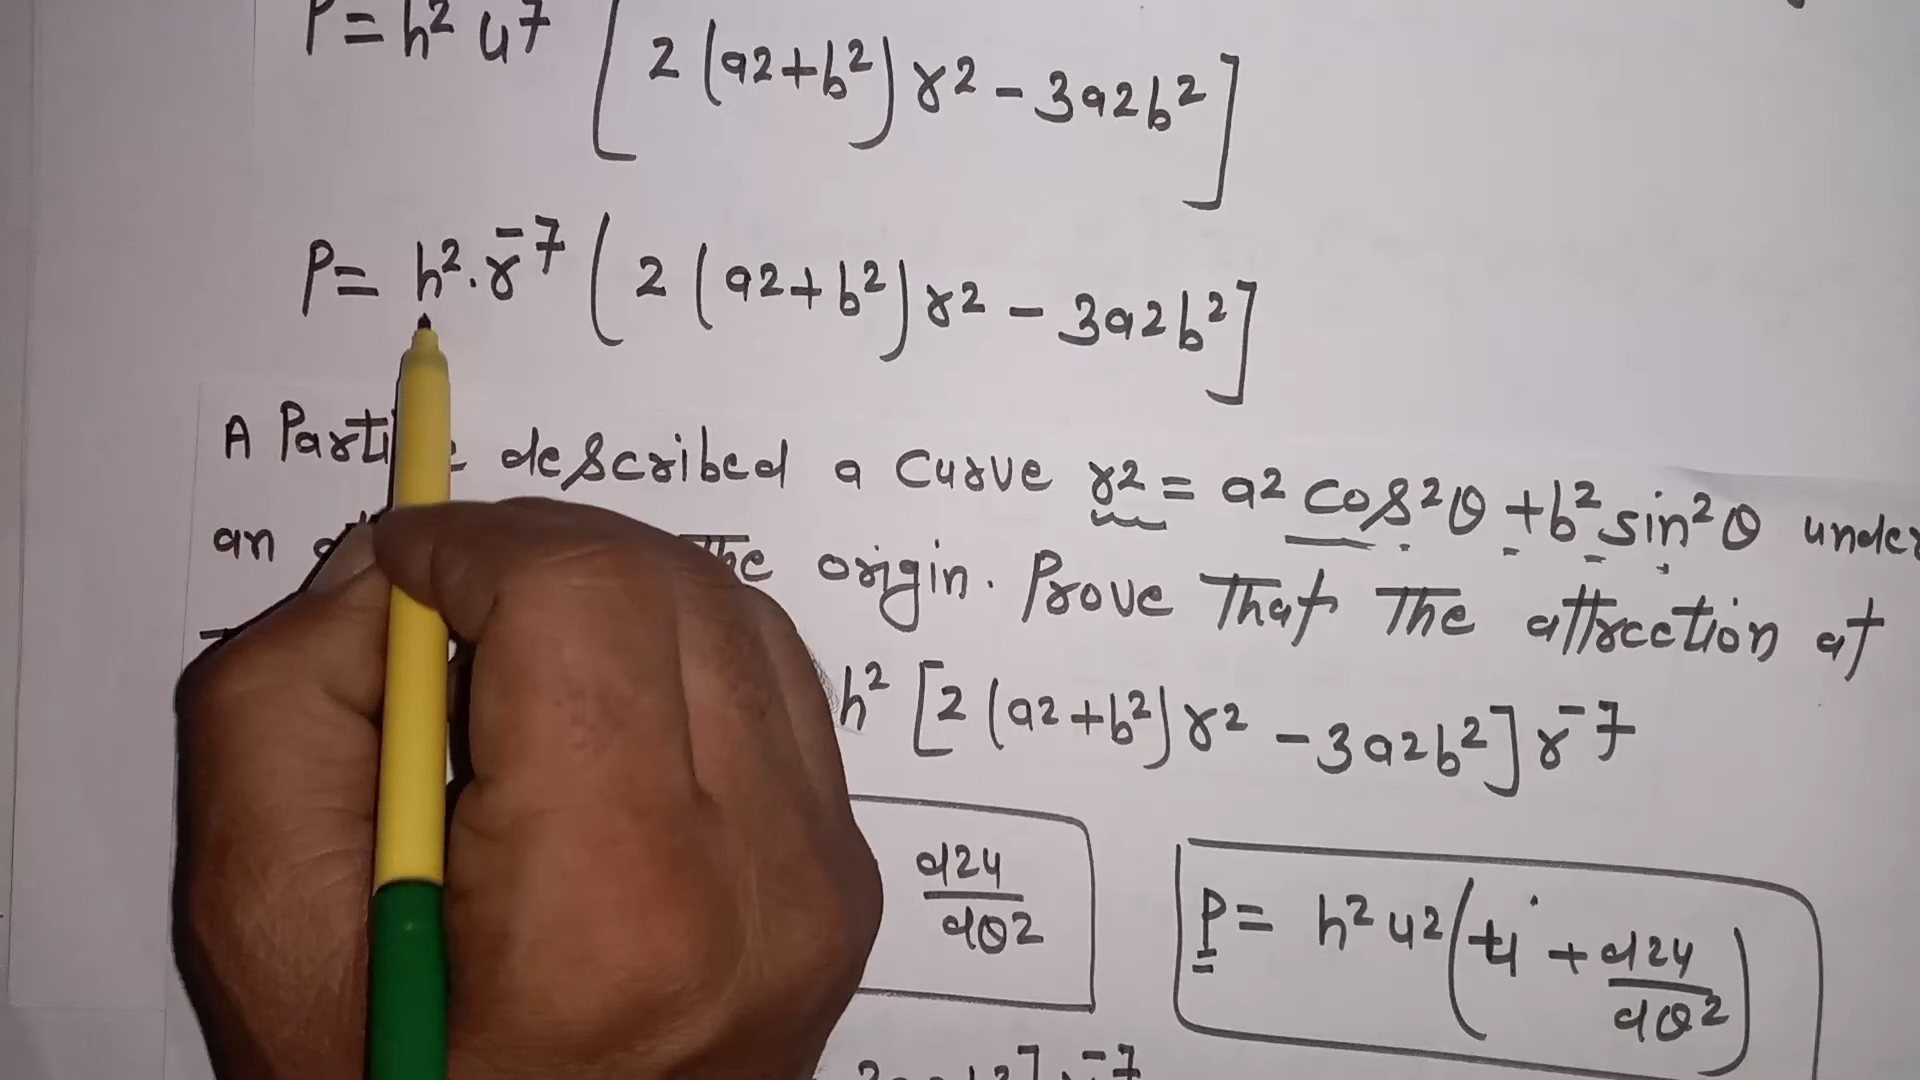 P = h² u⁷ [2(a2+b²)r2 - 3a2b²]
P = h².r⁻⁷ (2(a2+b²)r2 - 3a2b²]
A described a curve r2 = a² cos²θ + b² sin²θ under
an the origin. Prove That The attrection at
h² [2(a2+b²)r2 - 3a2b²] r⁻⁷
d2u/dθ2
P = h²u2(u + d2u/dθ2)